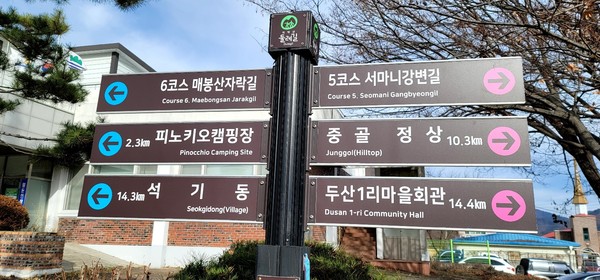 둘레길
6코스 매봉산자락길
Course 6, Maebongsan Jarakgil
2.3km 피노키오캠핑장
Pinocchio Camping Site
14.3km 석기동
Seokgidong(Village)
5코스 서마니강변길
Course 5, Seomani Gangbyeongil
중골 정상 10.3km
Junggol(Hilltop)
두산1리마을회관 14.4km
Dusan 1-ri Community Hall